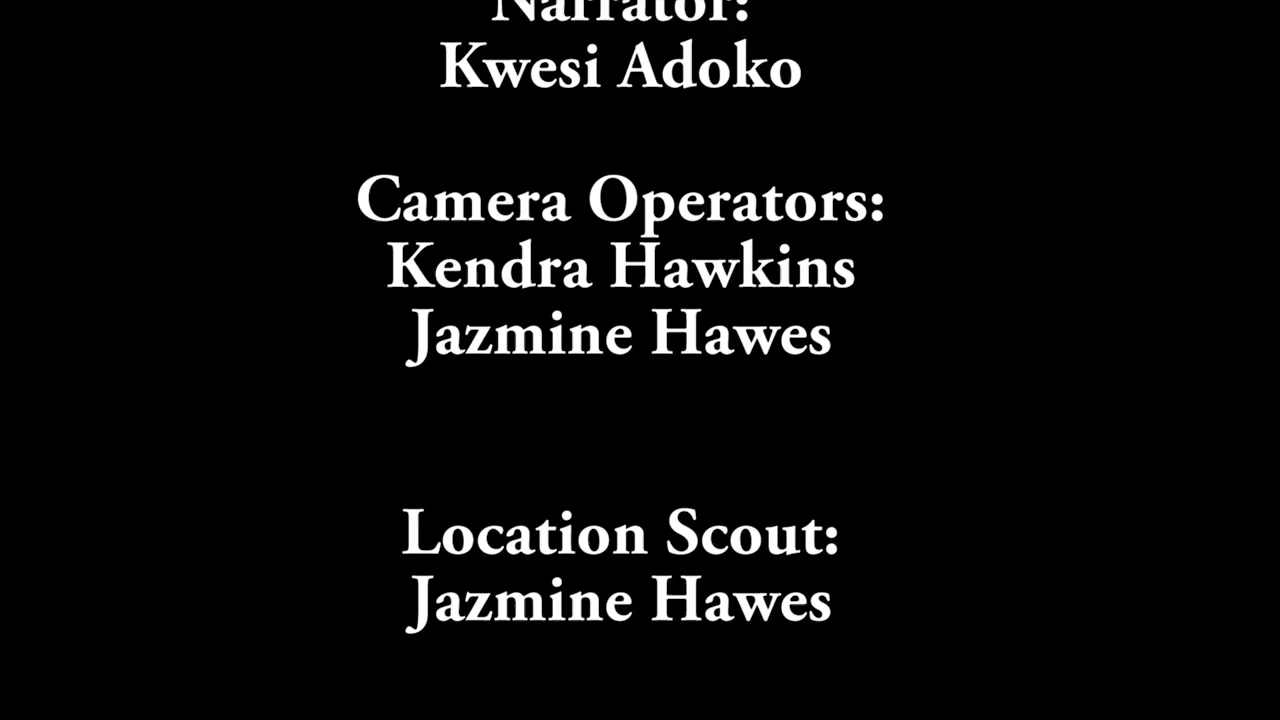 Narrator:
Kwesi Adoko
Camera Operators:
Kendra Hawkins
Jazmine Hawes
Location Scout:
Jazmine Hawes